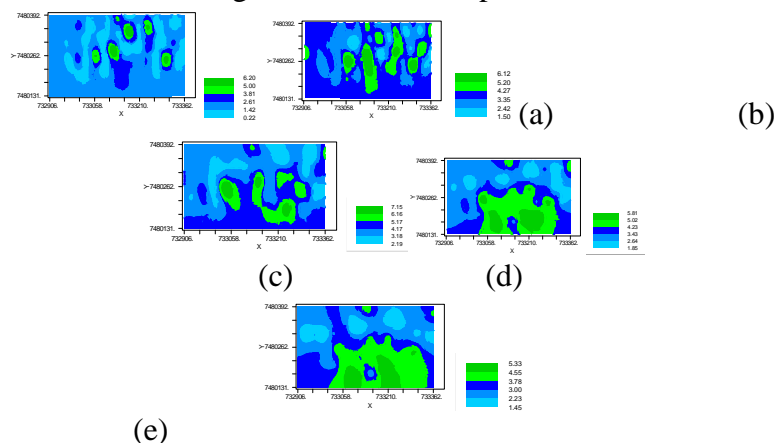 7480392.
7480262.
7480131.
Y
732906. 733058. 733210. 733362.
X
6.20
5.00
3.81
2.61
1.42
0.22
7480392.
7480262.
7480131.
Y
732906. 733058. 733210. 733362.
X
6.12
5.20
4.27
3.35
2.42
1.50
(a) (b)
7480392.
7480262.
7480131.
Y
732906. 733058. 733210. 733362.
X
7.15
6.16
5.17
4.17
3.18
2.19
7480392.
7480262.
7480131.
Y
732906. 733058. 733210. 733362.
X
5.81
5.02
4.23
3.43
2.64
1.85
(c) (d)
7480392.
7480262.
7480131.
Y
732906. 733058. 733210. 733362.
X
5.33
4.55
3.78
3.00
2.23
1.45
(e)